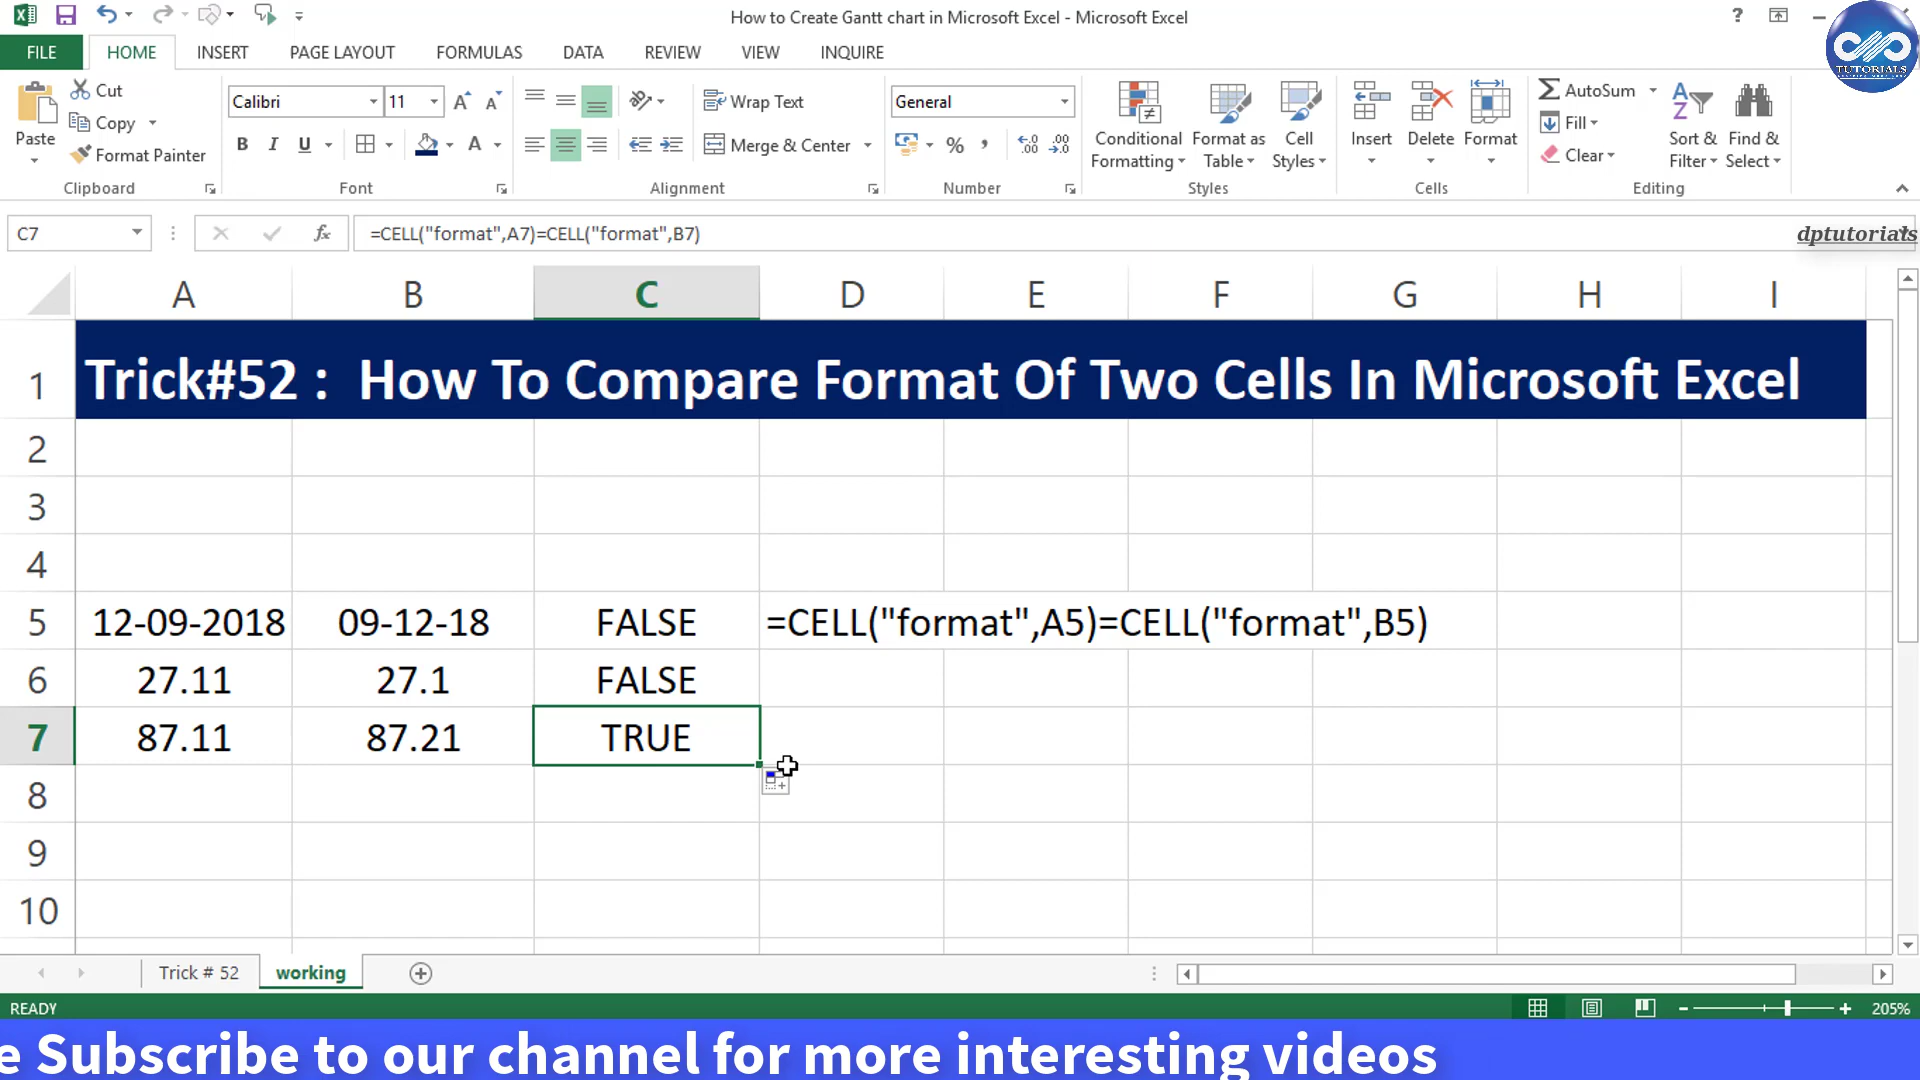 How to Create Gantt chart in Microsoft Excel - Microsoft Excel
?
TUTORIALS
FILE HOME INSERT PAGE LAYOUT FORMULAS DATA REVIEW VIEW INQUIRE
Paste
Cut
Copy
Format Painter
Clipboard
Calibri 11
B I U A
Font
Wrap Text
Merge & Center
Alignment
General
% ,
Number
Conditional Formatting
Format as Table
Cell Styles
Styles
Insert
Delete
Format
Cells
AutoSum
Fill
Clear
Sort & Filter
Find & Select
Editing
C7 fx =CELL("format",A7)=CELL("format",B7)
dptutorials
A B C D E F G H I
1 Trick#52 : How To Compare Format Of Two Cells In Microsoft Excel
2
3
4
5 12-09-2018 09-12-18 FALSE =CELL("format",A5)=CELL("format",B5)
6 27.11 27.1 FALSE
7 87.11 87.21 TRUE
8
9
10
Trick # 52 working
READY 205%
e Subscribe to our channel for more interesting videos